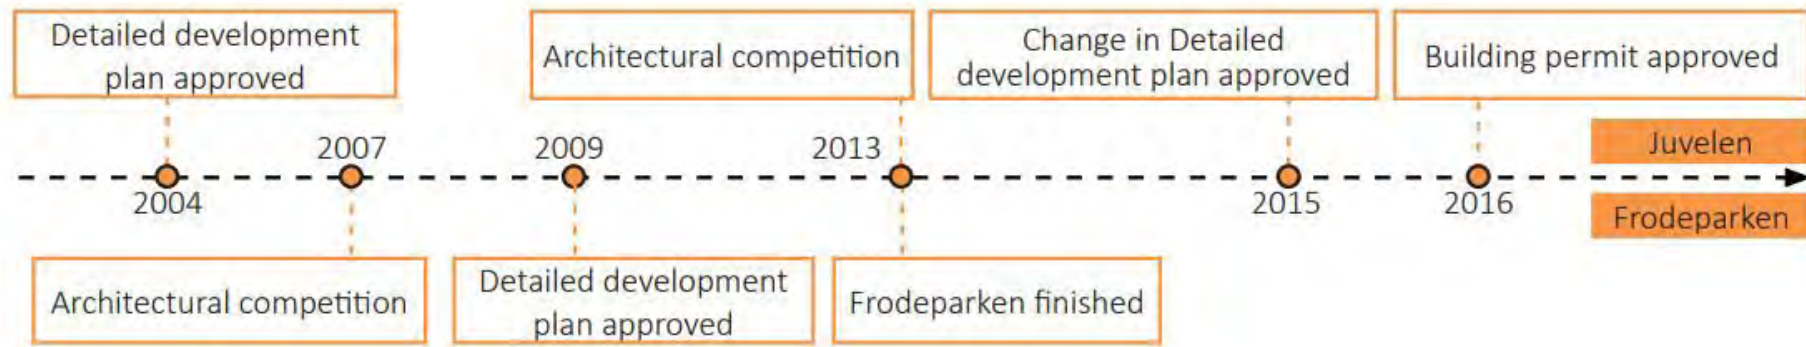 Detailed development
plan approved
Architectural competition
Change in Detailed
development plan approved
Building permit approved
2007
2009
2013
Juvelen
2004
2015
2016
Frodeparken
Architectural competition
Detailed development
plan approved
Frodeparken finished